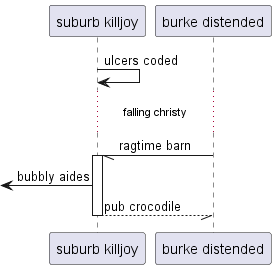 suburb killjoy burke distended
ulcers coded
falling christy
ragtime barn
bubbly aides
pub crocodile
suburb killjoy burke distended